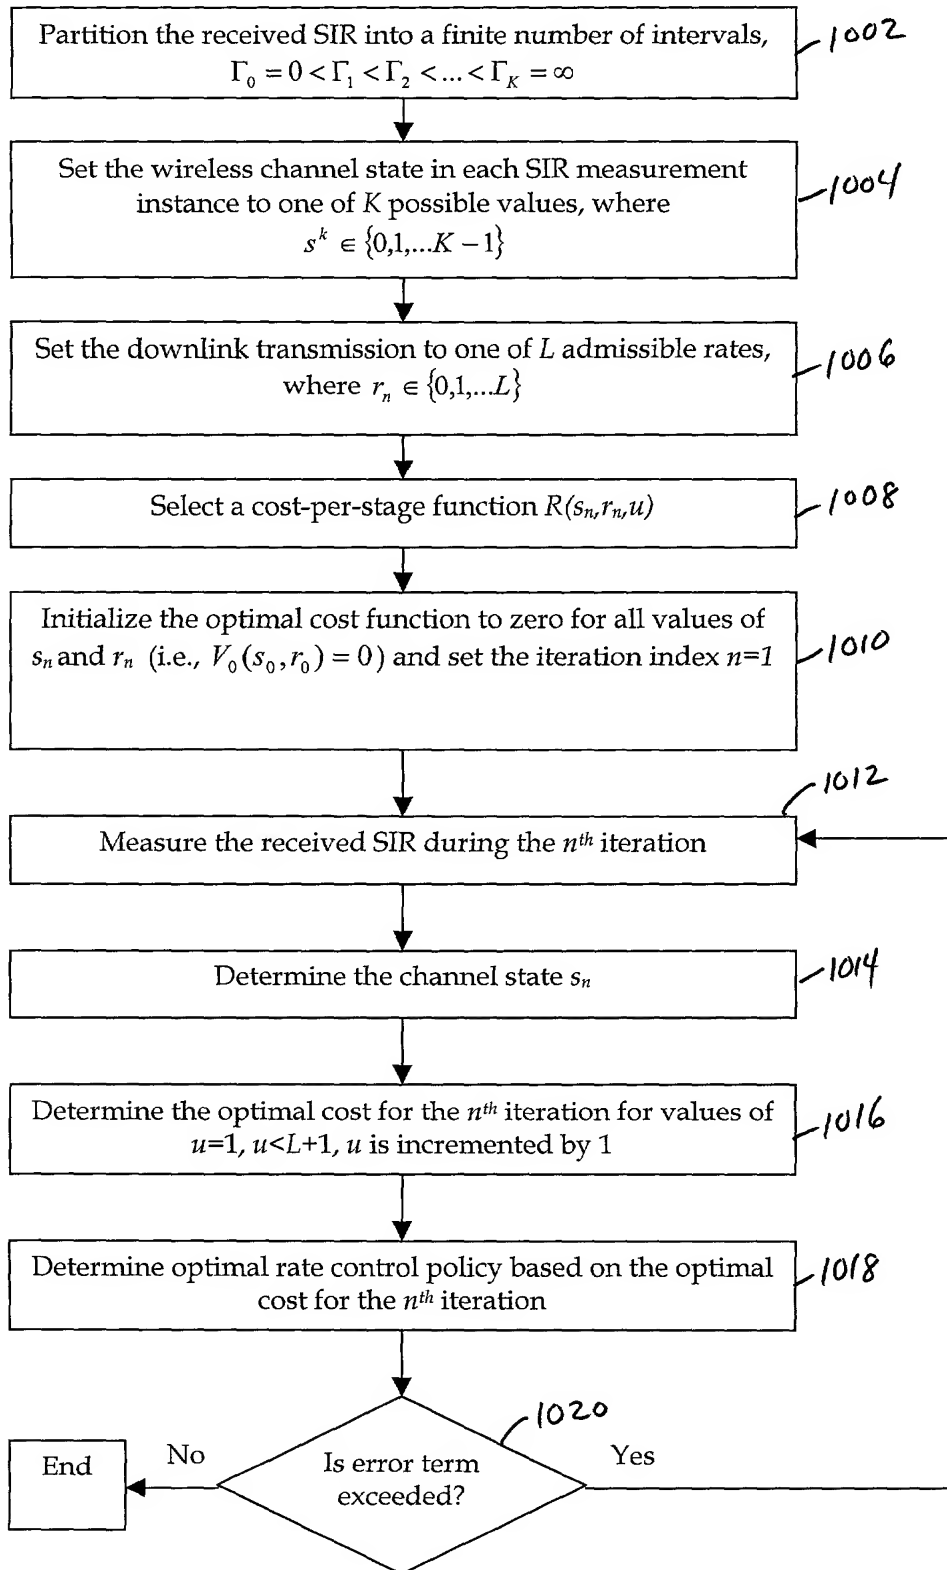 Partition the received SIR into a finite number of intervals,
Γ₀ = 0 < Γ₁ < Γ₂ < ... < Γ_K = ∞
1002
Set the wireless channel state in each SIR measurement
instance to one of K possible values, where
s^k ∈ {0,1,...K − 1}
1004
Set the downlink transmission to one of L admissible rates,
where r_n ∈ {0,1,...L}
1006
Select a cost-per-stage function R(s_n,r_n,u)
1008
Initialize the optimal cost function to zero for all values of
s_n and r_n (i.e., V₀(s₀,r₀) = 0) and set the iteration index n=1
1010
1012
Measure the received SIR during the n^th iteration
Determine the channel state s_n
1014
Determine the optimal cost for the n^th iteration for values of
u=1, u<L+1, u is incremented by 1
1016
Determine optimal rate control policy based on the optimal
cost for the n^th iteration
1018
1020
End
No
Is error term
exceeded?
Yes